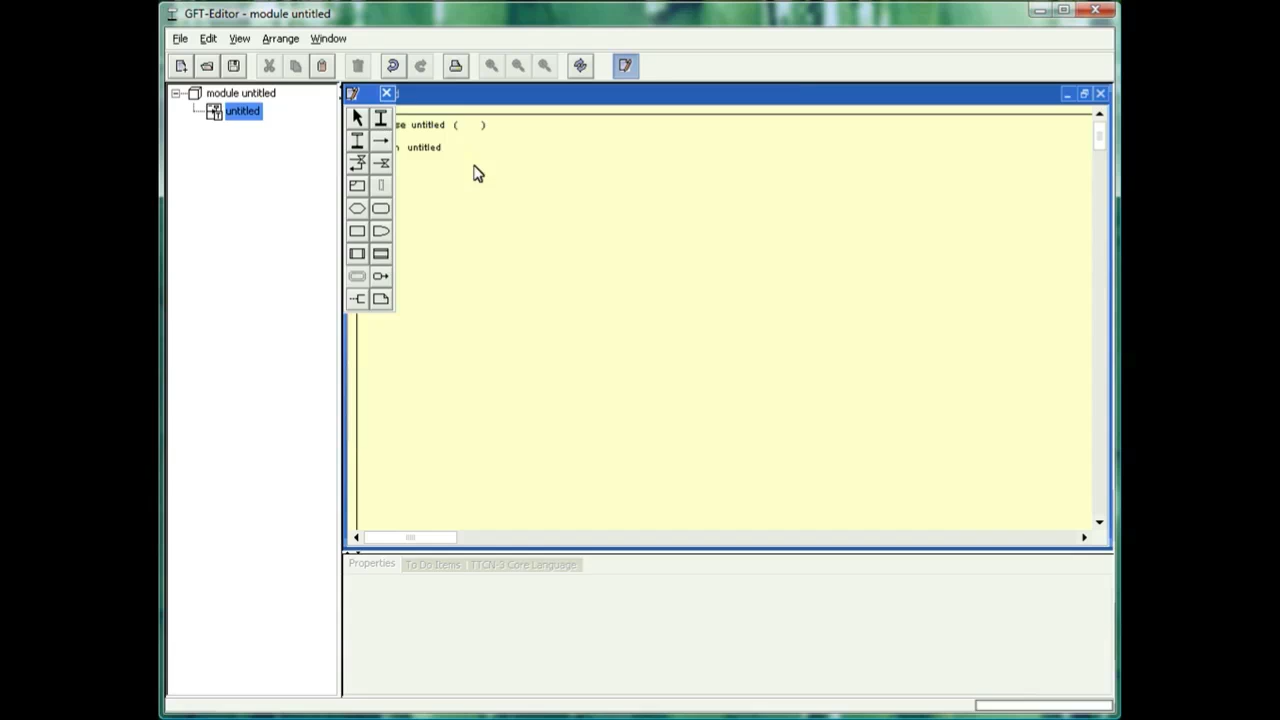 GFT-Editor - module untitled
File Edit View Arrange Window
module untitled
untitled
se untitled ( )
untitled
Properties To Do Items TTCN-3 Core Language